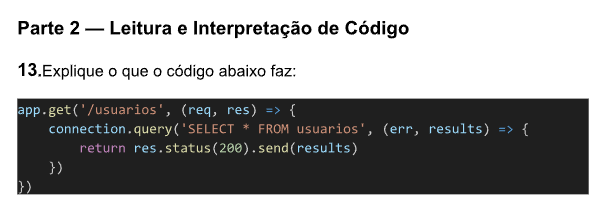 Parte 2 — Leitura e Interpretação de Código
13.Explique o que o código abaixo faz:
app.get('/usuarios', (req, res) => {
    connection.query('SELECT * FROM usuarios', (err, results) => {
        return res.status(200).send(results)
    })
})